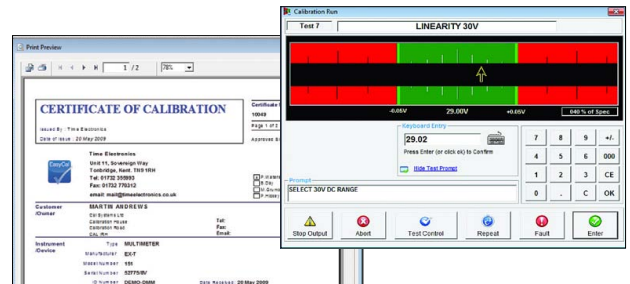 Calibration Run
Test 7
LINEARITY 30V
-0.05V
29.00V
+0.05V
040 % of Spec
Keyboard Entry
29.02
Press Enter (or click ok) to Confirm
Hide Test Prompt
Prompt
SELECT 30V DC RANGE
7 8 9 +/-
4 5 6 000
1 2 3 CE
0 . C OK
Stop Output
Abort
Test Control
Repeat
Fault
Enter
Print Preview
1 / 2
70%
CERTIFICATE OF CALIBRATION
Issued By : Time Electronics
Date of Issue : 20 May 2009
Certificate
10049
Page 1 of 2
Approved
EasyCal
Time Electronics
Unit 11, Sovereign Way
Tonbridge,
Kent. TN9 1RH
Tel: 01732 355993
Fax: 01732 770312
email: mail@timeelectronics.co.uk
Customer
/Owner
MARTIN ANDREWS
Cal Systems Ltd
Calibration House
Calibration Road
Tel:
Fax:
Email:
Instrument
/Device
Type MULTIMETER
Manufacturer EX-T
Model Number 151
Serial Number
ID Number DEMO-DMM
Date Received: 20 May 2009